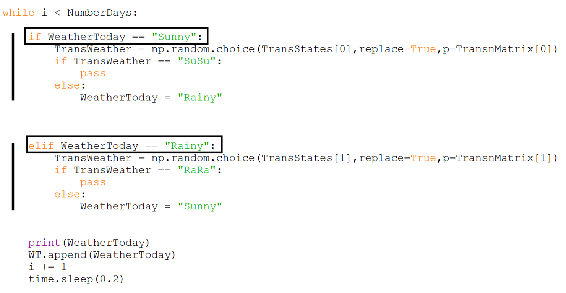 while i < NumberDays:
if WeatherToday == "Sunny":
TransWeather = np.random.choice(TransStates[0],replace=True,p=TransnMatrix[0])
if TransWeather == "SuSu":
pass
else:
WeatherToday = "Rainy"
elif WeatherToday == "Rainy":
TransWeather = np.random.choice(TransStates[1],replace=True,p=TransnMatrix[1])
if TransWeather == "RaRa":
pass
else:
WeatherToday = "Sunny"
print(WeatherToday)
WT.append(WeatherToday)
i += 1
time.sleep(0.2)